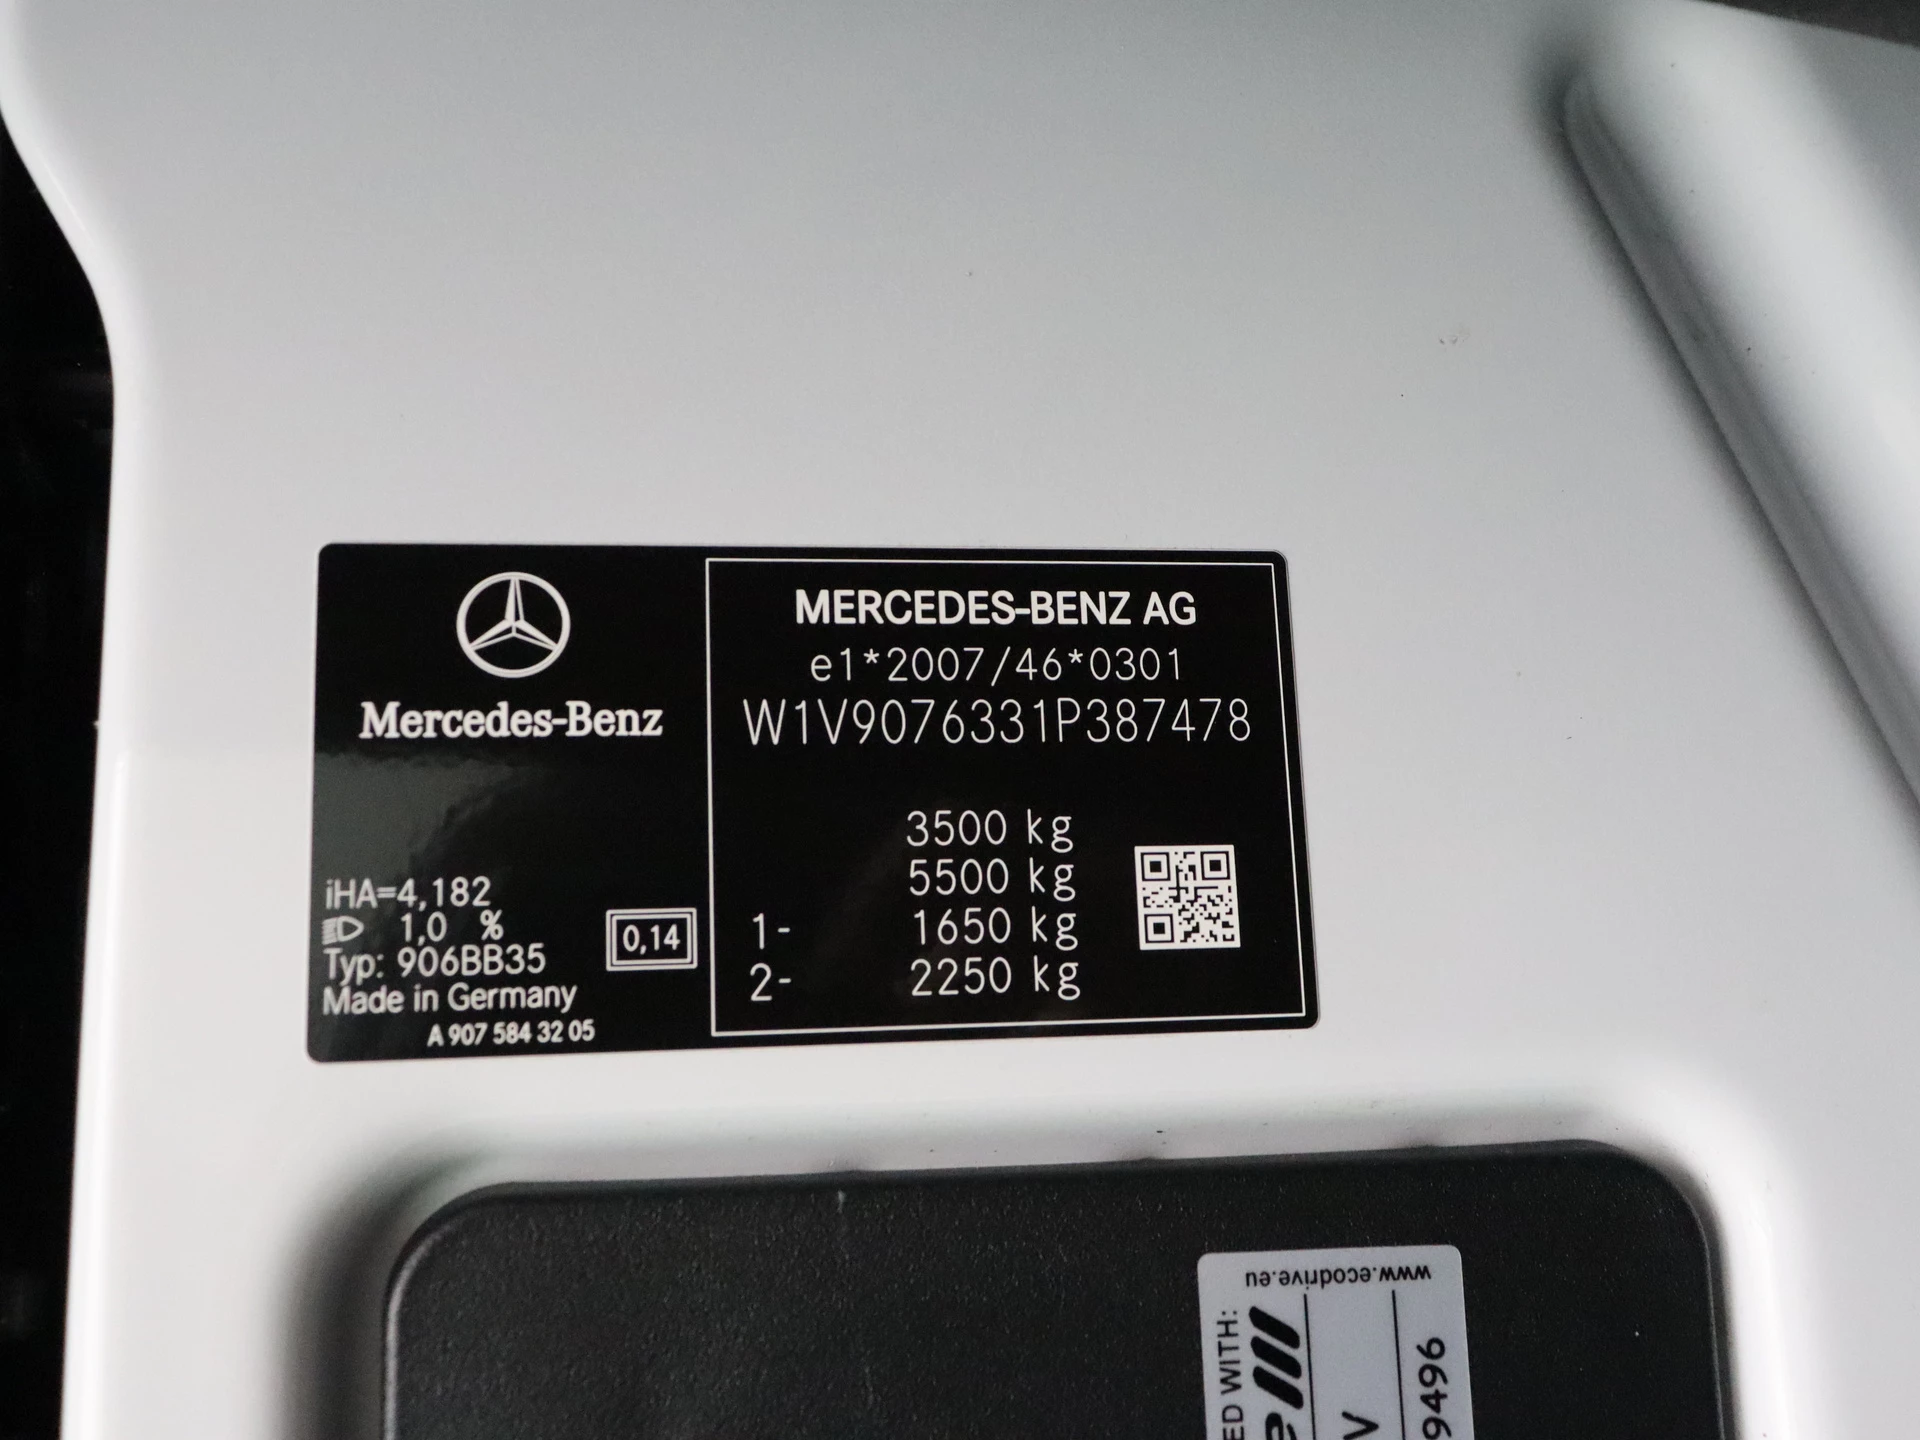 Mercedes-Benz
iHA=4,182
1,0 %
Typ: 906BB35
Made in Germany
A 907 584 32 05
0,14
MERCEDES-BENZ AG
e1*2007/46*0301
W1V9076331P387478
3500 kg
5500 kg
1- 1650 kg
2- 2250 kg
www.ecodrive.eu
WITH: